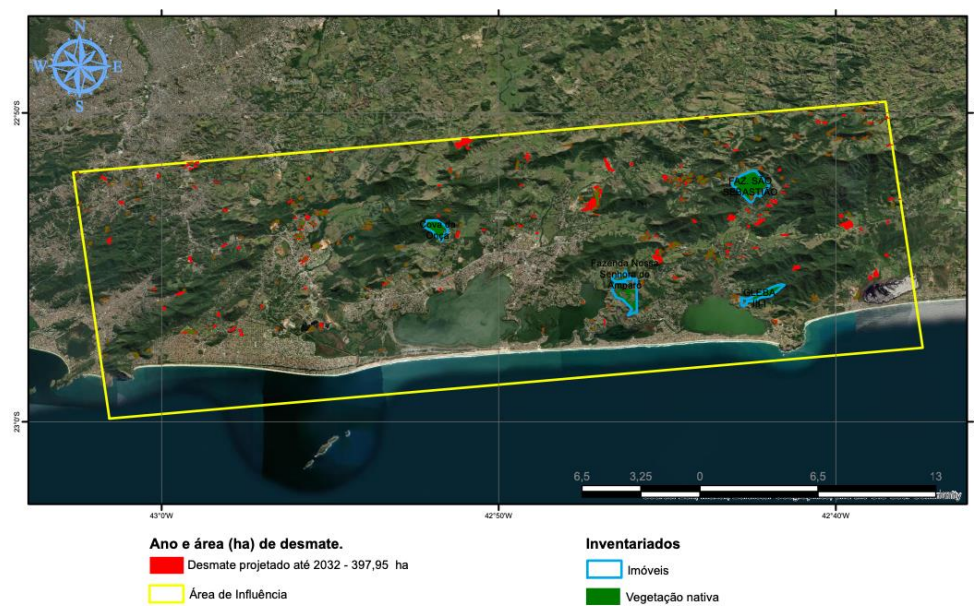 N
W E
S
22°50'S
FAZ. SÃO
SEBASTIÃO
Fazenda Nossa
Senhora do
Amparo
GLEBA
23°0'S
6,5 3,25 0 6,5 13
43°0'W 42°50'W 42°40'W
Ano e área (ha) de desmate.
Desmate projetado até 2032 - 397,95 ha
Área de Influência
Inventariados
Imóveis
Vegetação nativa